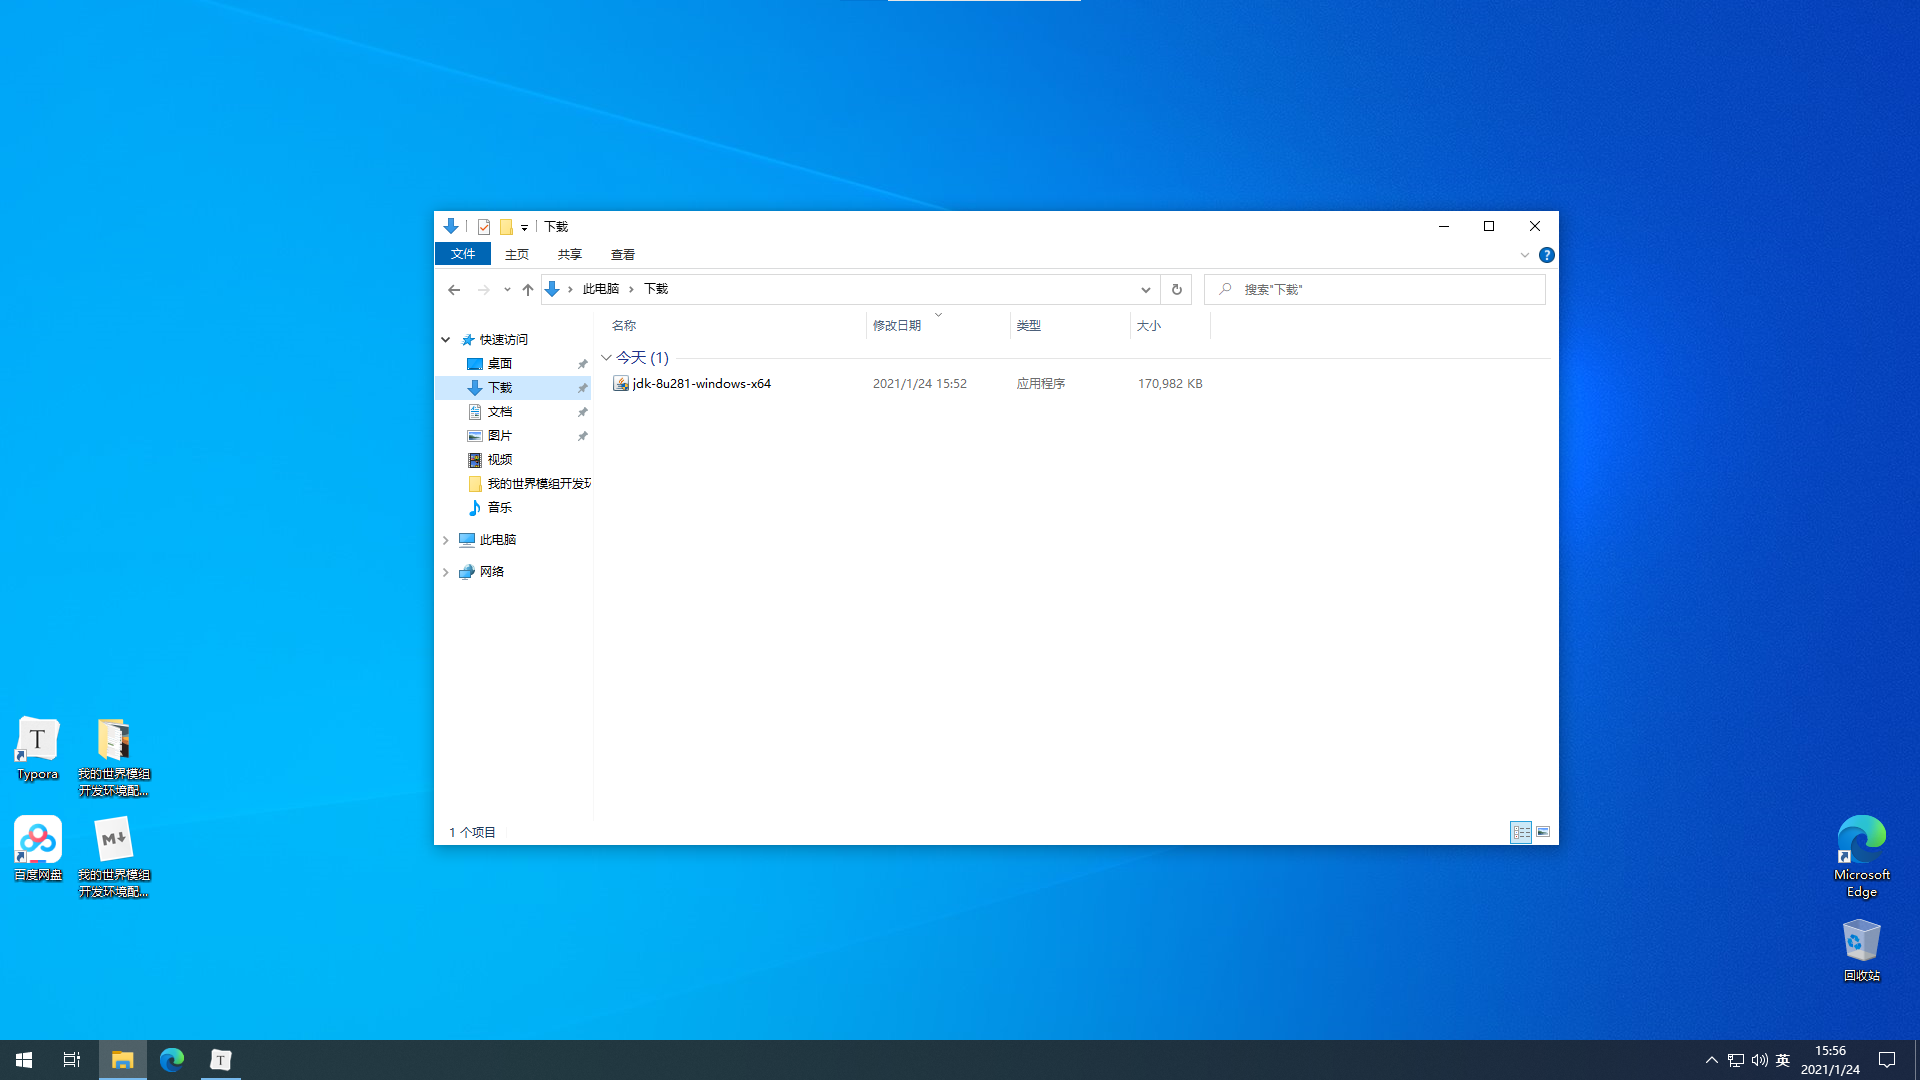 下载
文件 主页 共享 查看
此电脑 下载
搜索"下载"
名称 修改日期 类型 大小
今天 (1)
jdk-8u281-windows-x64 2021/1/24 15:52 应用程序 170,982 KB
快速访问
桌面
下载
文档
图片
视频
我的世界模组开发环
音乐
此电脑
网络
1 个项目
Typora
我的世界模组
开发环境配...
百度网盘
我的世界模组
开发环境配...
Microsoft
Edge
回收站
英
15:56
2021/1/24